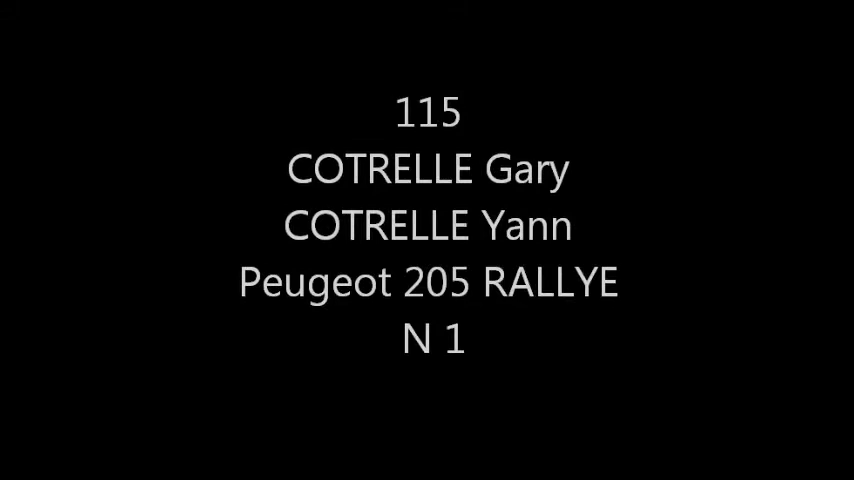 115
COTRELLE Gary
COTRELLE Yann
Peugeot 205 RALLYE
N 1